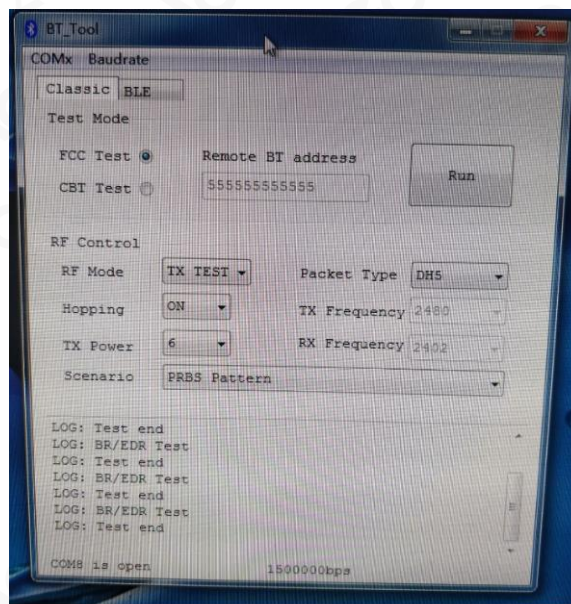 BT_Tool
COMx Baudrate
Classic BLE
Test Mode
FCC Test Remote BT address
CBT Test 555555555555 Run
RF Control
RF Mode TX TEST Packet Type DH5
Hopping ON TX Frequency 2480
TX Power 6 RX Frequency 2402
Scenario PRBS Pattern
LOG: Test end
LOG: BR/EDR Test
LOG: Test end
LOG: BR/EDR Test
LOG: Test end
LOG: BR/EDR Test
LOG: Test end
COM8 is open 1500000bps